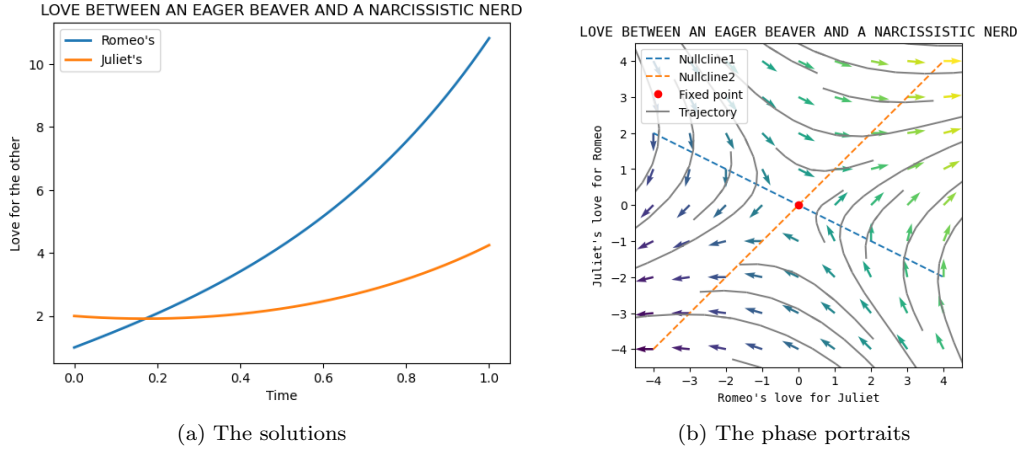 LOVE BETWEEN AN EAGER BEAVER AND A NARCISSISTIC NERD
Romeo's
Juliet's
Love for the other
10
8
6
4
2
0.0 0.2 0.4 0.6 0.8 1.0
Time
(a) The solutions
LOVE BETWEEN AN EAGER BEAVER AND A NARCISSISTIC NERD
Nullcline1
Nullcline2
Fixed point
Trajectory
Juliet's love for Romeo
4
3
2
1
0
−1
−2
−3
−4
−4 −3 −2 −1 0 1 2 3 4
Romeo's love for Juliet
(b) The phase portraits